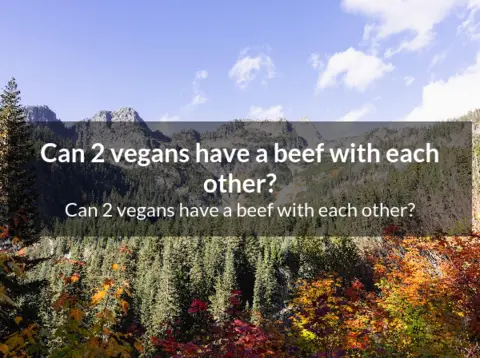 Can 2 vegans have a beef with each
other?
Can 2 vegans have a beef with each other?